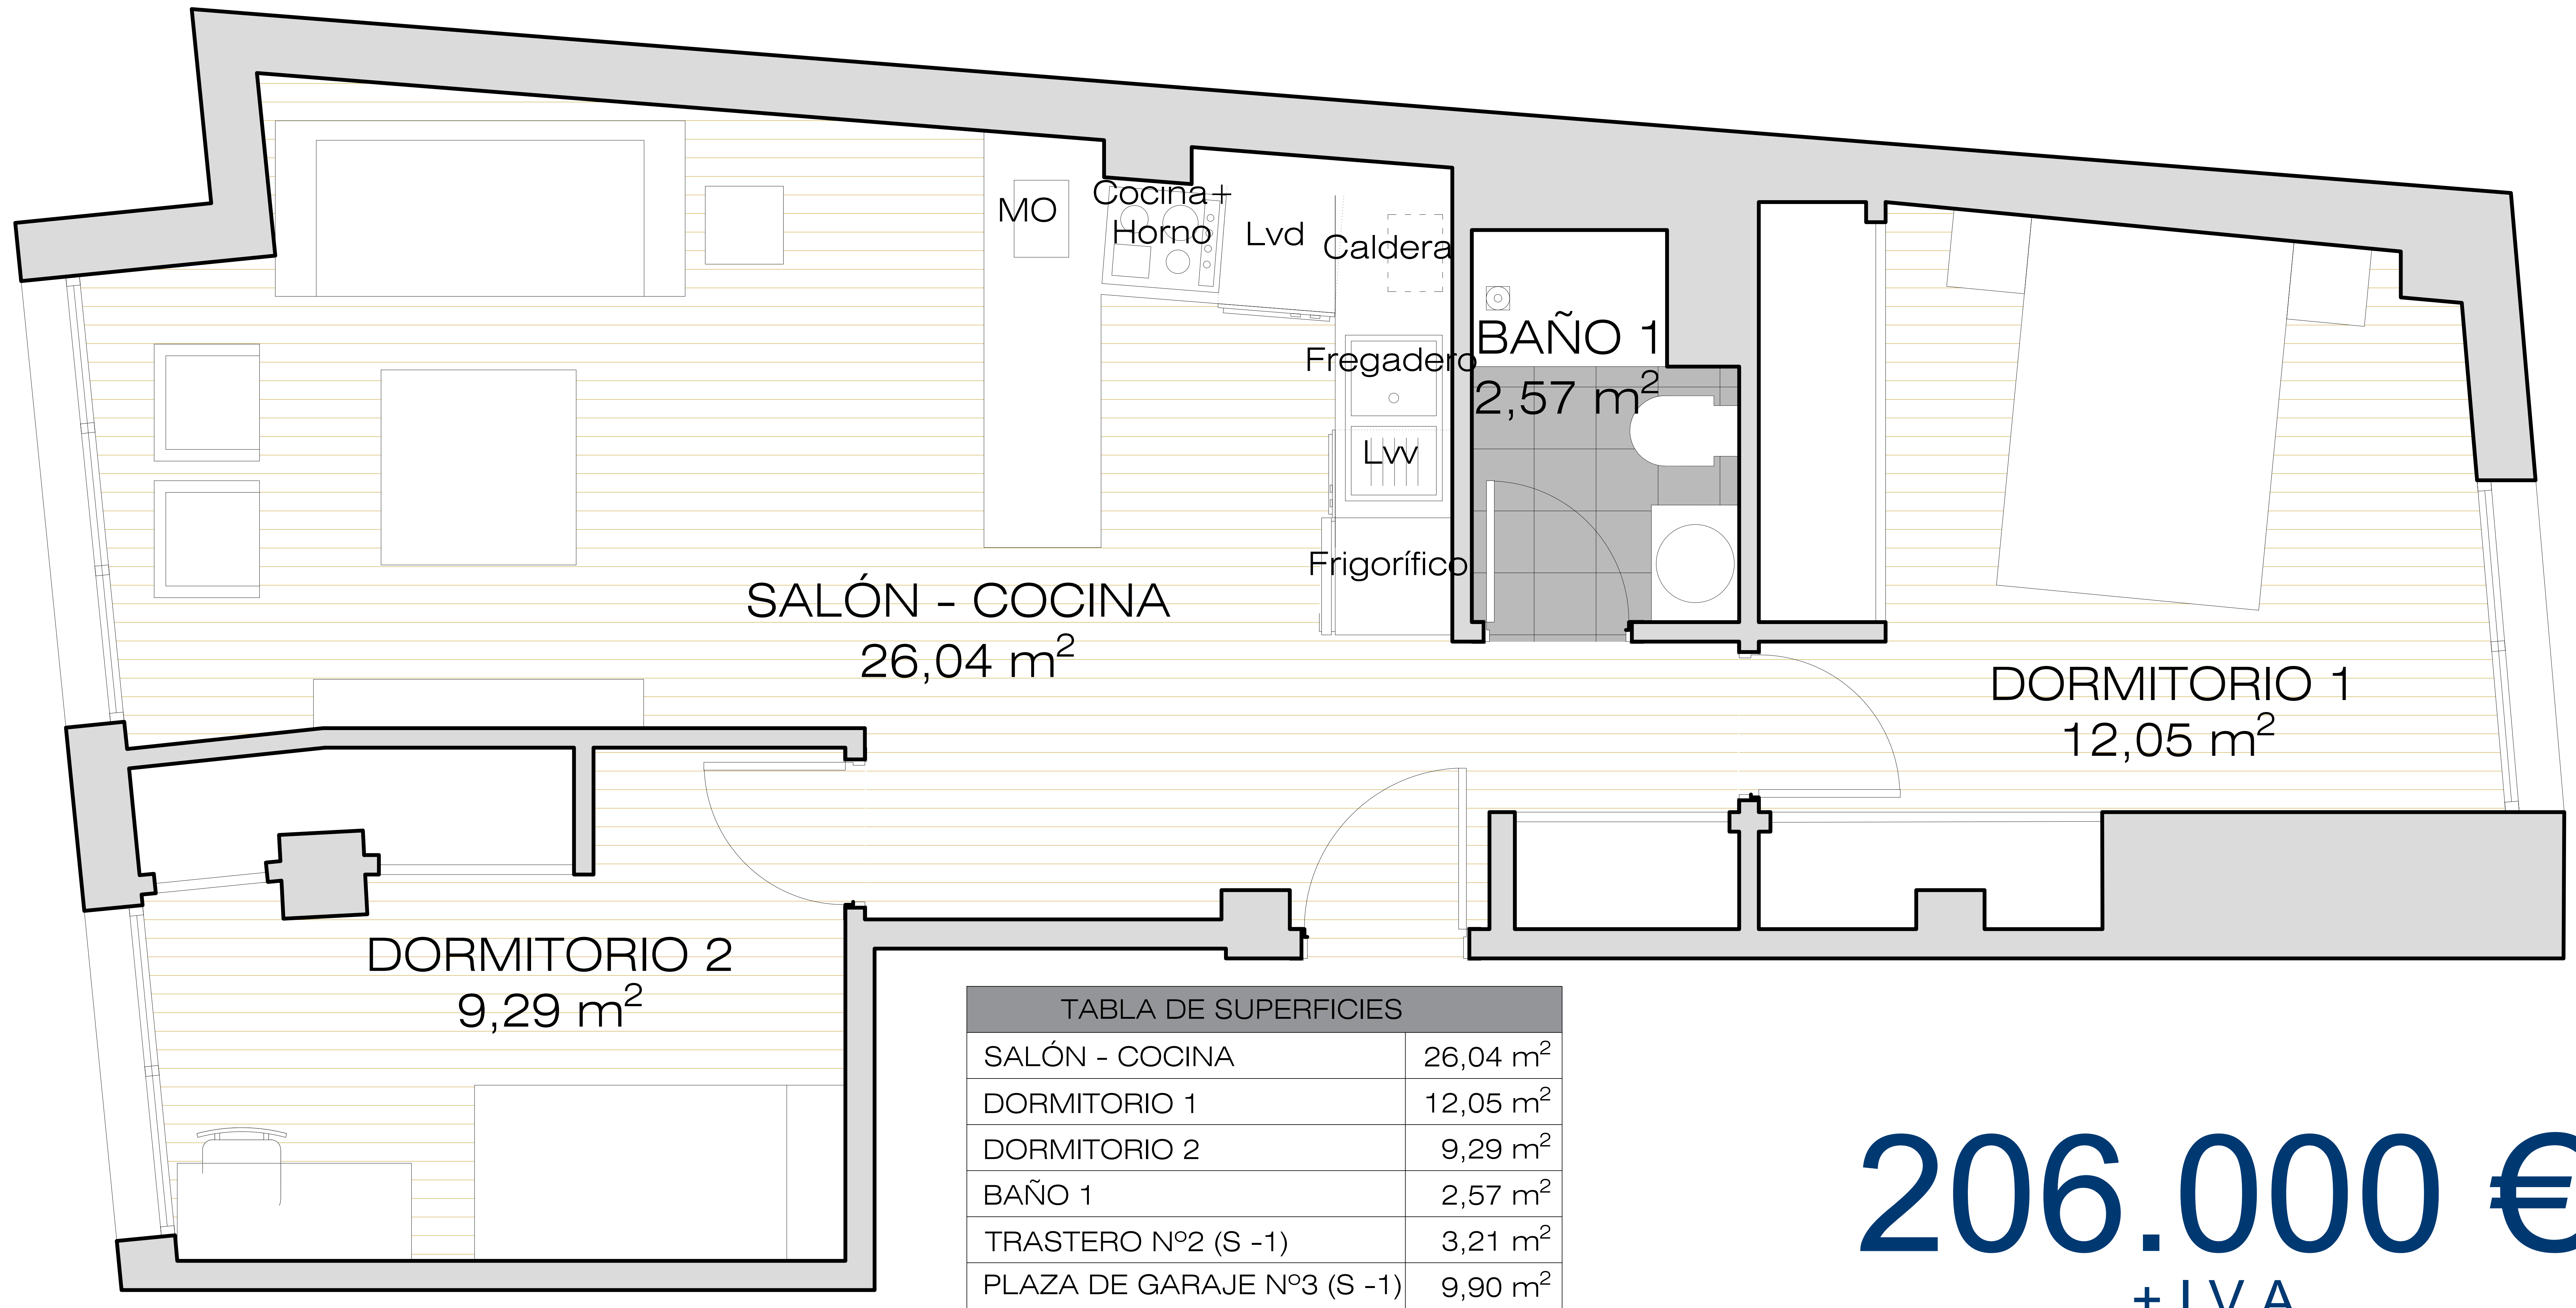 MO
Cocina+
Horno
Lvd
Caldera
Fregadero
Lvv
Frigorífico
BAÑO 1
2,57 m²
SALÓN - COCINA
26,04 m²
DORMITORIO 1
12,05 m²
DORMITORIO 2
9,29 m²
TABLA DE SUPERFICIES
SALÓN - COCINA 26,04 m²
DORMITORIO 1 12,05 m²
DORMITORIO 2 9,29 m²
BAÑO 1 2,57 m²
TRASTERO Nº2 (S -1) 3,21 m²
PLAZA DE GARAJE Nº3 (S -1) 9,90 m²
206.000 €
+ I.V.A